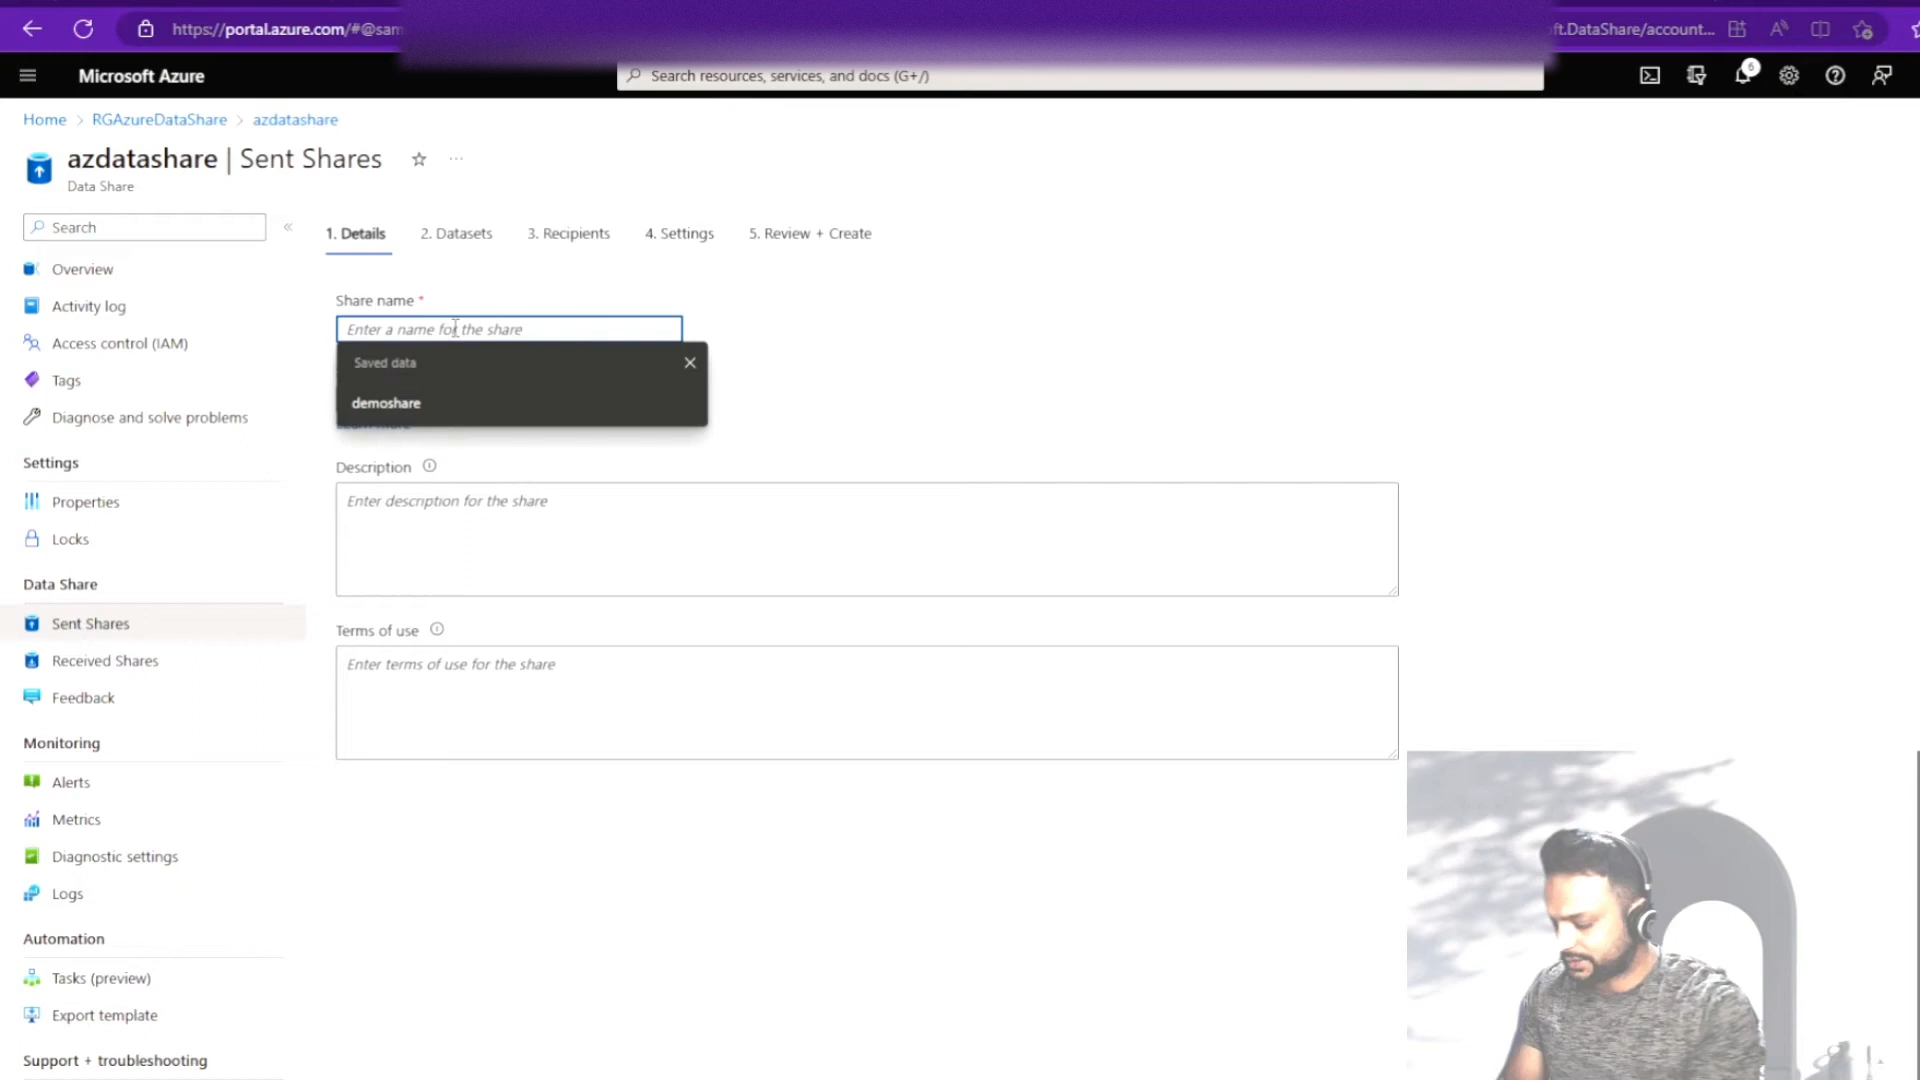 https://portal.azure.com/#@sam
ft.DataShare/account...
Microsoft Azure
Search resources, services, and docs (G+/)
6
Home > RGAzureDataShare > azdatashare
azdatashare | Sent Shares
Data Share
Search
Overview
Activity log
Access control (IAM)
Tags
Diagnose and solve problems
Settings
Properties
Locks
Data Share
Sent Shares
Received Shares
Feedback
Monitoring
Alerts
Metrics
Diagnostic settings
Logs
Automation
Tasks (preview)
Export template
Support + troubleshooting
1. Details
2. Datasets
3. Recipients
4. Settings
5. Review + Create
Share name *
Enter a name for the share
Saved data
demoshare
Description
Enter description for the share
Terms of use
Enter terms of use for the share